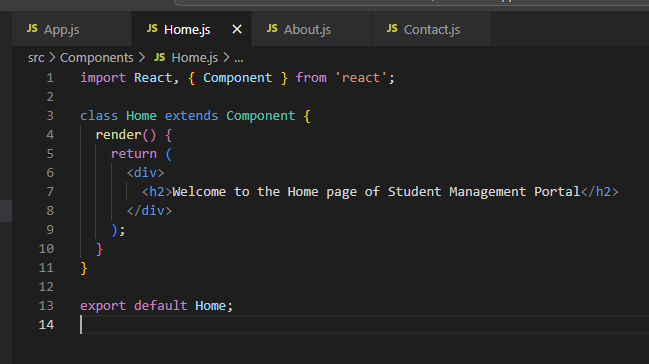 JS App.js JS Home.js × JS About.js JS Contact.js
src > Components > JS Home.js > ...
1 import React, { Component } from 'react';
2
3 class Home extends Component {
4 render() {
5 return (
6 <div>
7 <h2>Welcome to the Home page of Student Management Portal</h2>
8 </div>
9 );
10 }
11 }
12
13 export default Home;
14